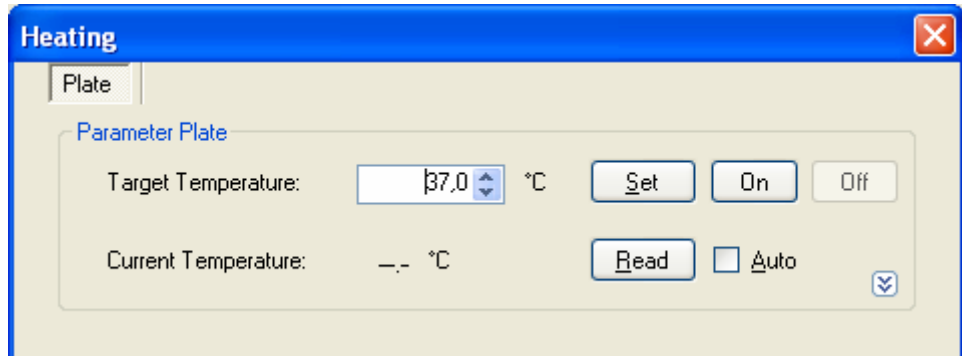 Heating
Plate
Parameter Plate
Target Temperature: 37,0 °C Set On Off
Current Temperature: --.- °C Read Auto